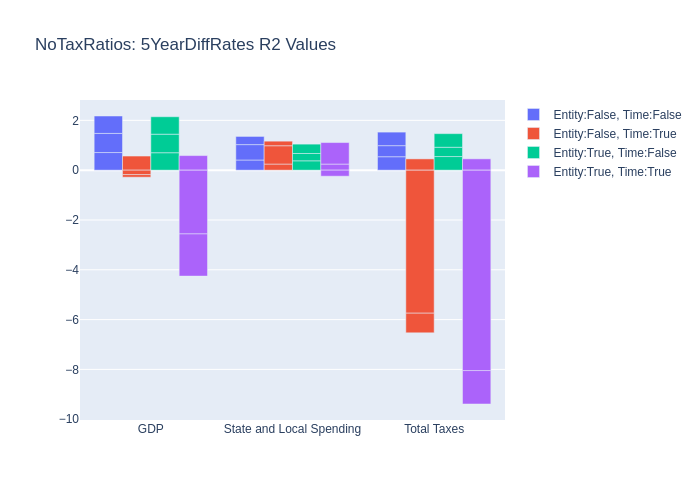 NoTaxRatios: 5YearDiffRates R2 Values
Entity:False, Time:False
Entity:False, Time:True
Entity:True, Time:False
Entity:True, Time:True
2
0
−2
−4
−6
−8
−10
GDP
State and Local Spending
Total Taxes